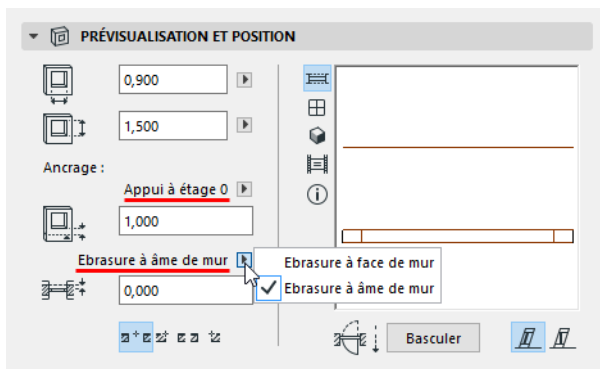 PRÉVISUALISATION ET POSITION
0,900
1,500
Ancrage :
Appui à étage 0
1,000
Ebrasure à âme de mur
Ebrasure à face de mur
Ebrasure à âme de mur
0,000
Basculer